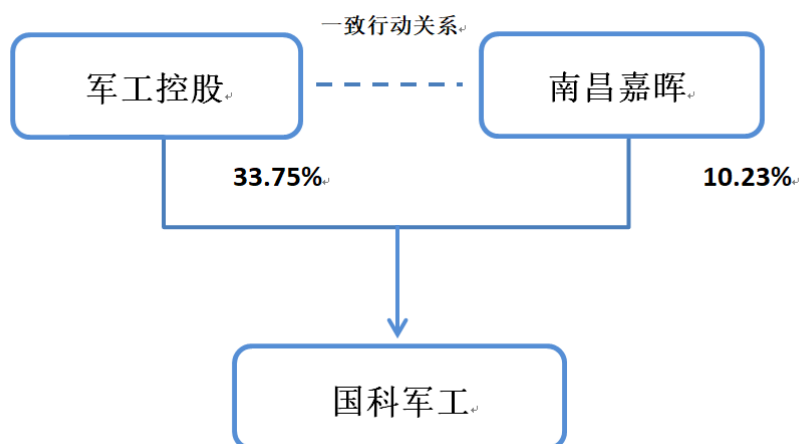 一致行动关系
军工控股
南昌嘉晖
33.75%
10.23%
国科军工